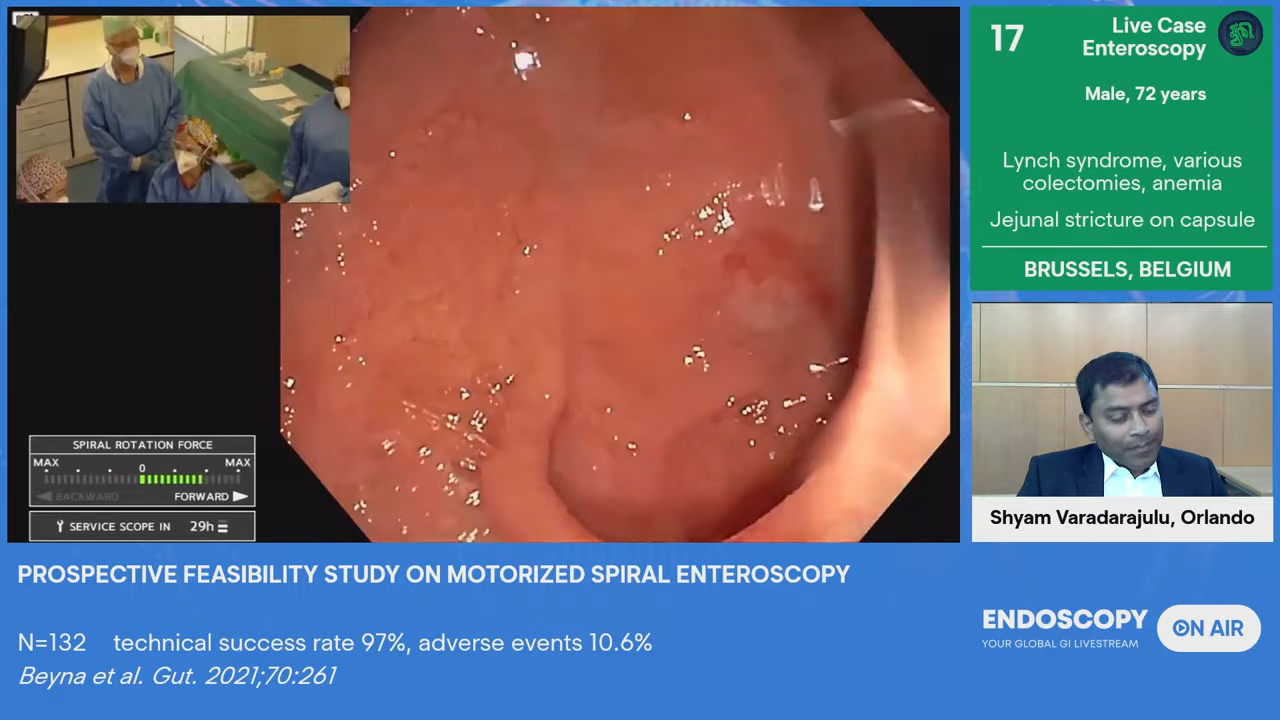 17
Live Case
Enteroscopy
Male, 72 years
Lynch syndrome, various
colectomies, anemia
Jejunal stricture on capsule
BRUSSELS, BELGIUM
SPIRAL ROTATION FORCE
MAX 0 MAX
BACKWARD FORWARD
SERVICE SCOPE IN 29h
Shyam Varadarajulu, Orlando
PROSPECTIVE FEASIBILITY STUDY ON MOTORIZED SPIRAL ENTEROSCOPY
N=132 technical success rate 97%, adverse events 10.6%
Beyna et al. Gut. 2021;70:261
ENDOSCOPY
YOUR GLOBAL GI LIVESTREAM
ON AIR